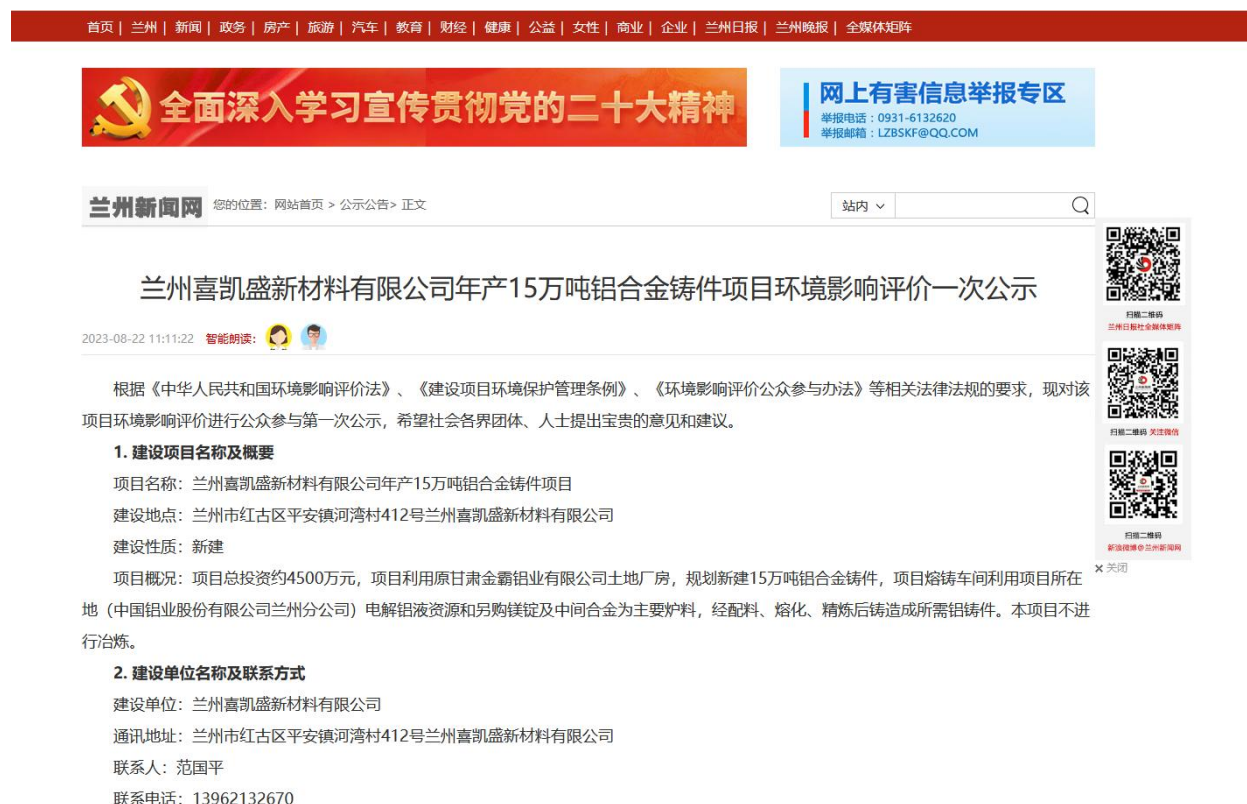 首页 | 兰州 | 新闻 | 政务 | 房产 | 旅游 | 汽车 | 教育 | 财经 | 健康 | 公益 | 女性 | 商业 | 企业 | 兰州日报 | 兰州晚报 | 全媒体矩阵
全面深入学习宣传贯彻党的二十大精神
网上有害信息举报专区
举报电话：0931-6132620
举报邮箱：LZBSKF@QQ.COM
兰州新闻网 您的位置：网站首页 > 公示公告> 正文
站内
兰州喜凯盛新材料有限公司年产15万吨铝合金铸件项目环境影响评价一次公示
2023-08-22 11:11:22 智能朗读：
扫描二维码
兰州日报社全媒体矩阵
扫描二维码 关注微信
扫描二维码
新浪微博@兰州新闻网
× 关闭
根据《中华人民共和国环境影响评价法》、《建设项目环境保护管理条例》、《环境影响评价公众参与办法》等相关法律法规的要求，现对该
项目环境影响评价进行公众参与第一次公示，希望社会各界团体、人士提出宝贵的意见和建议。
1. 建设项目名称及概要
项目名称：兰州喜凯盛新材料有限公司年产15万吨铝合金铸件项目
建设地点：兰州市红古区平安镇河湾村412号兰州喜凯盛新材料有限公司
建设性质：新建
项目概况：项目总投资约4500万元，项目利用原甘肃金霸铝业有限公司土地厂房，规划新建15万吨铝合金铸件，项目熔铸车间利用项目所在
地（中国铝业股份有限公司兰州分公司）电解铝液资源和另购镁锭及中间合金为主要炉料，经配料、熔化、精炼后铸造成所需铝铸件。本项目不进
行冶炼。
2. 建设单位名称及联系方式
建设单位：兰州喜凯盛新材料有限公司
通讯地址：兰州市红古区平安镇河湾村412号兰州喜凯盛新材料有限公司
联系人：范国平
联系电话：13962132670